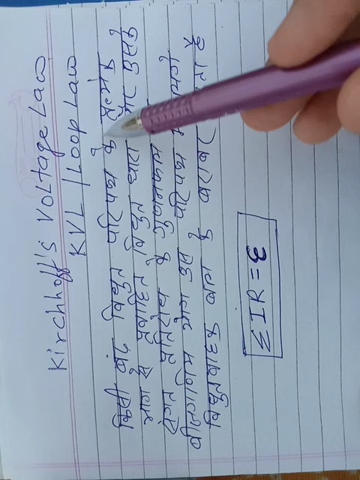 Kirchhoff's Voltage Law
KVL / Loop Law
किसी बंद विद्युत परिपथ के
भाग में प्रवाहित विद्युत धारा और उसके
प्रतिरोध के गुणनफलों का
बीजगणितीय योग उस परिपथ में
विद्युतवाहक बल के बराबर है
ΣIR=ε